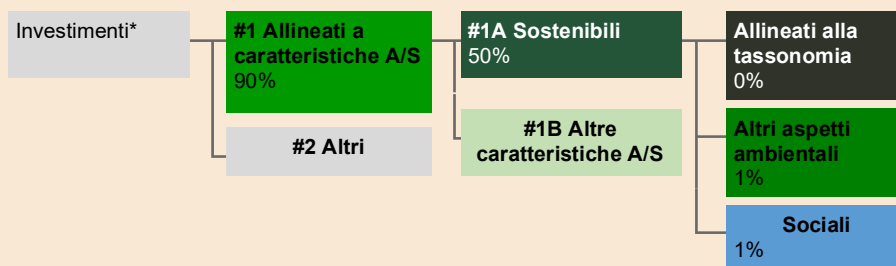 Investimenti*
#1 Allineati a
caratteristiche A/S
90%
#2 Altri
#1A Sostenibili
50%
#1B Altre
caratteristiche A/S
Allineati alla
tassonomia
0%
Altri aspetti
ambientali
1%
Sociali
1%